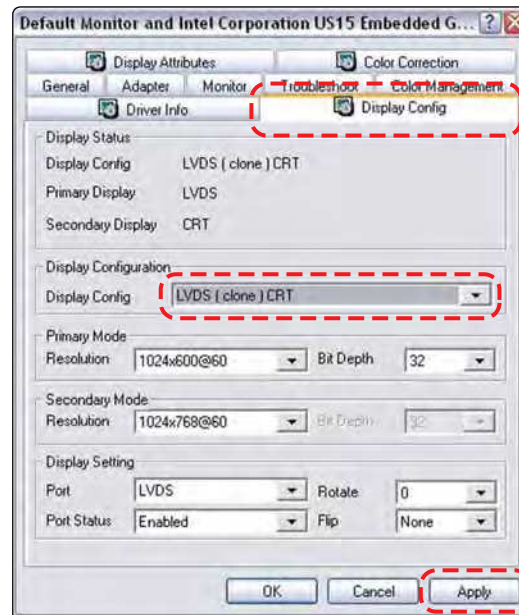 Default Monitor and Intel Corporation US15 Embedded G... ?
Display Attributes Color Correction
General Adapter Monitor Troubleshoot Color Management
Driver Info Display Config
Display Status
Display Config LVDS ( clone ) CRT
Primary Display LVDS
Secondary Display CRT
Display Configuration
Display Config LVDS ( clone ) CRT
Primary Mode
Resolution 1024x600@60 Bit Depth 32
Secondary Mode
Resolution 1024x768@60 Bit Depth 32
Display Setting
Port LVDS Rotate 0
Port Status Enabled Flip None
OK Cancel Apply